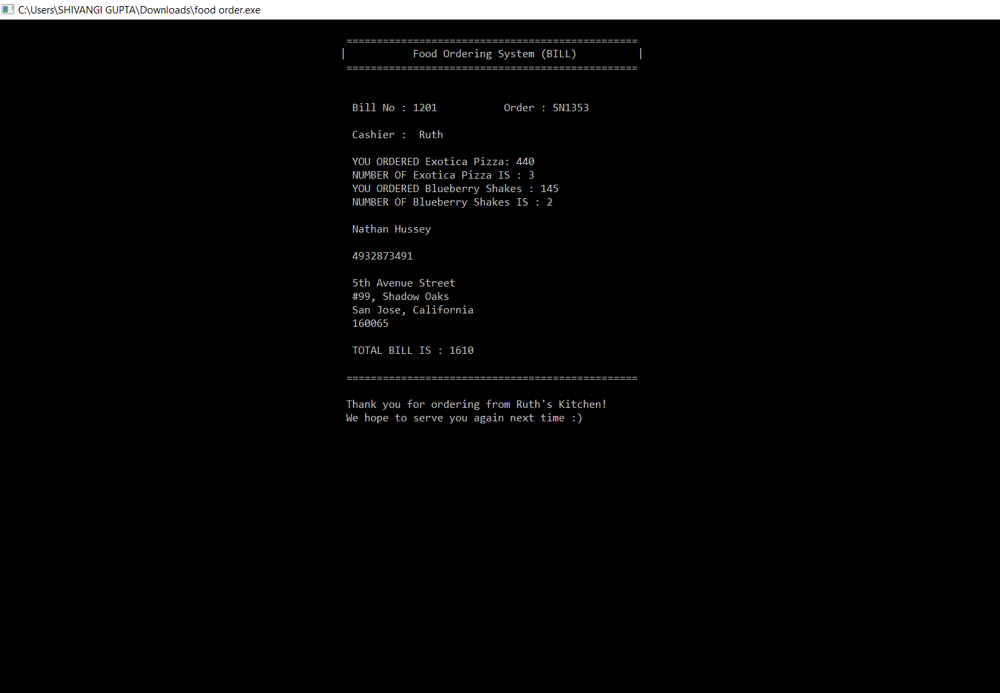 C:\Users\SHIVANGI GUPTA\Downloads\food order.exe
================================================
| Food Ordering System (BILL) |
================================================
Bill No : 1201 Order : SN1353
Cashier : Ruth
YOU ORDERED Exotica Pizza: 440
NUMBER OF Exotica Pizza IS : 3
YOU ORDERED Blueberry Shakes : 145
NUMBER OF Blueberry Shakes IS : 2
Nathan Hussey
4932873491
5th Avenue Street
#99, Shadow Oaks
San Jose, California
160065
TOTAL BILL IS : 1610
================================================
Thank you for ordering from Ruth's Kitchen!
We hope to serve you again next time :)